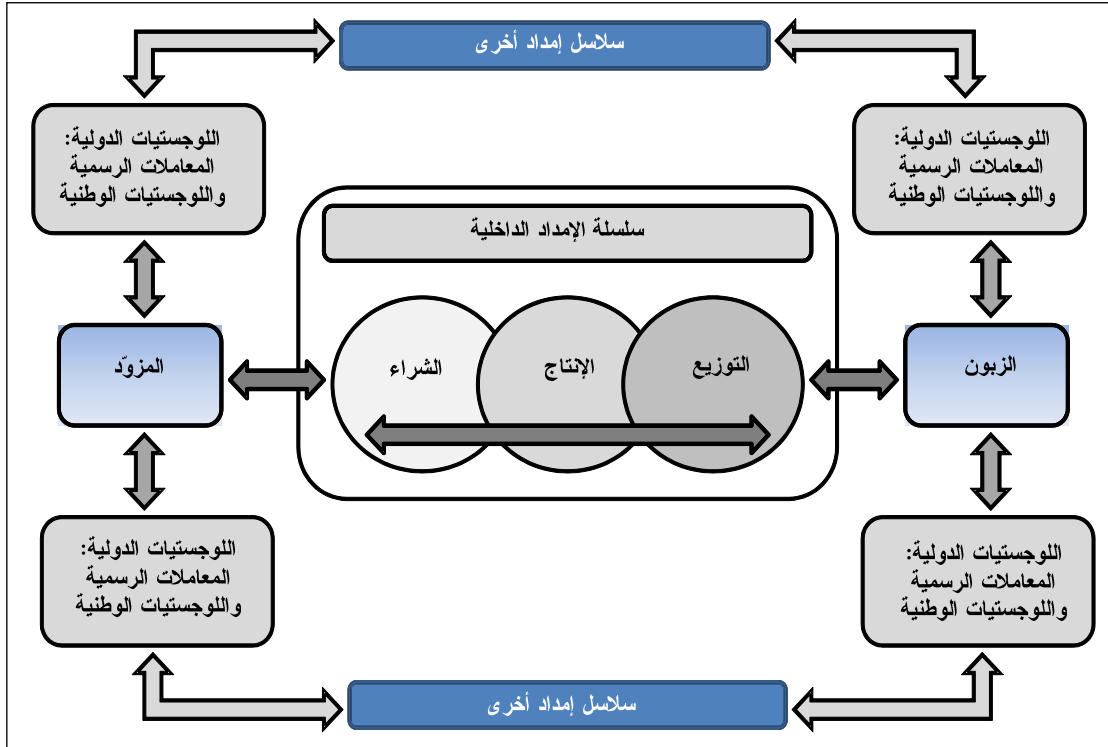 سلاسل إمداد أخرى
اللوجستيات الدولية:
المعاملات الرسمية
واللوجستيات الوطنية
اللوجستيات الدولية:
المعاملات الرسمية
واللوجستيات الوطنية
سلسلة الإمداد الداخلية
الزبون
التوزيع
الإنتاج
الشراء
المزوّد
اللوجستيات الدولية:
المعاملات الرسمية
واللوجستيات الوطنية
اللوجستيات الدولية:
المعاملات الرسمية
واللوجستيات الوطنية
سلاسل إمداد أخرى